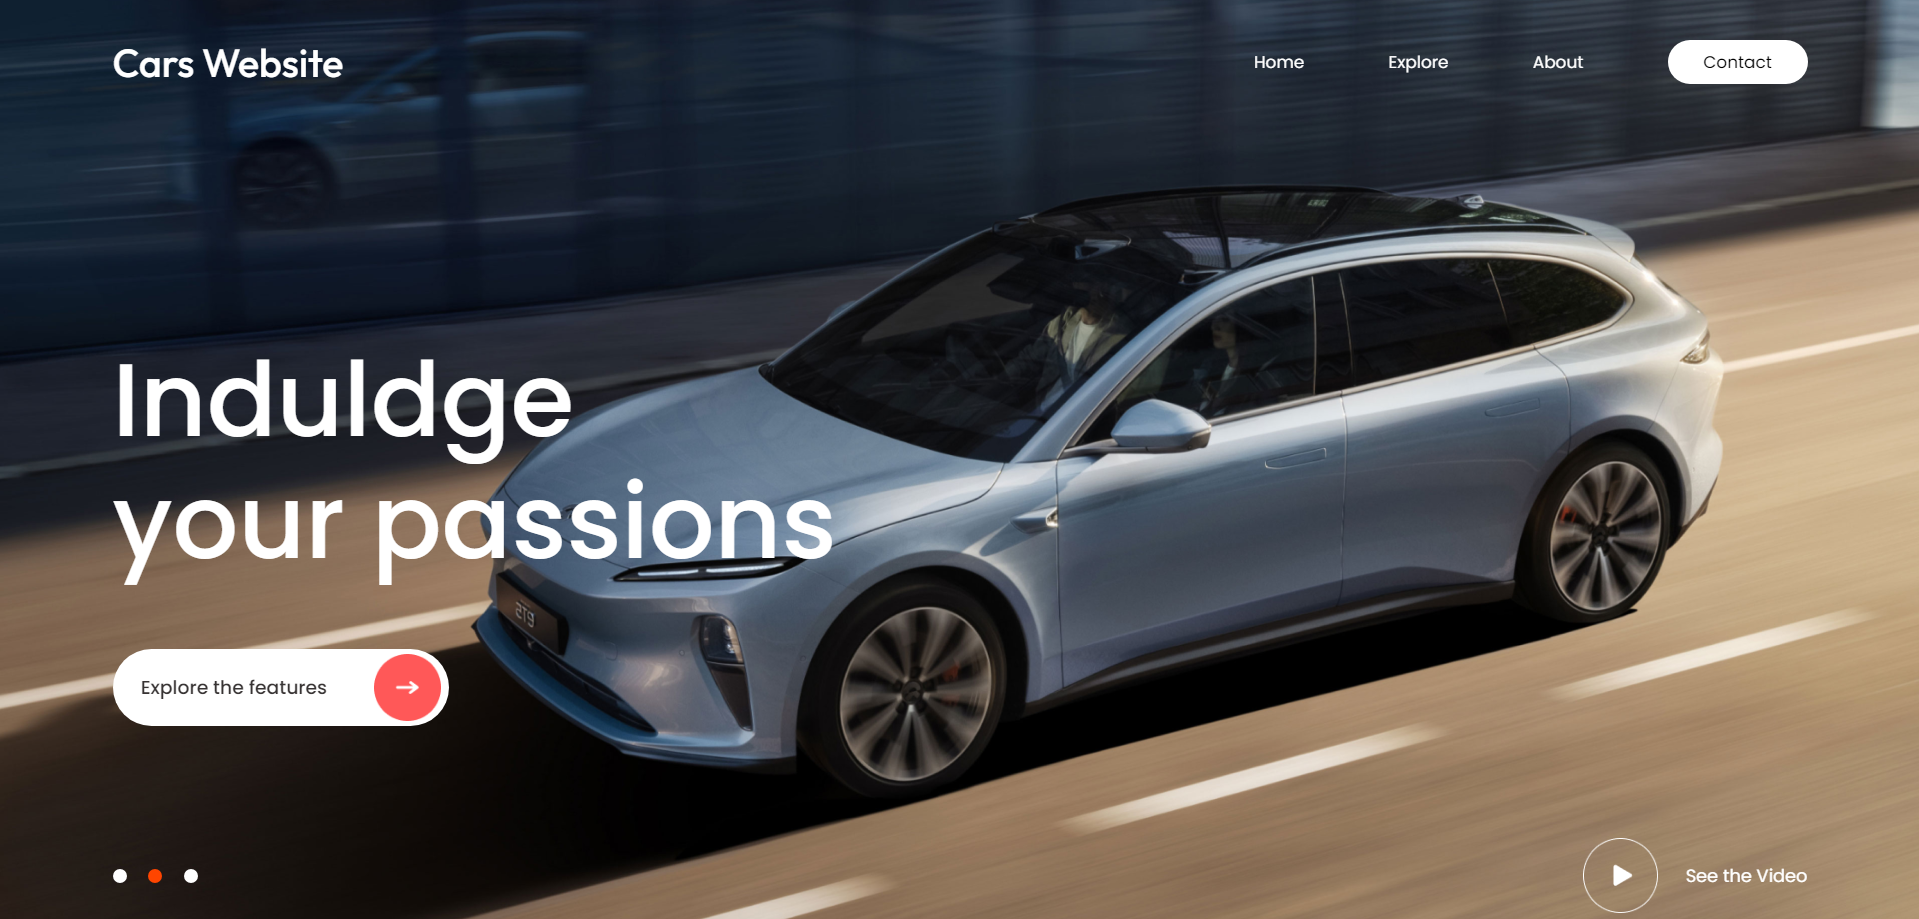 Cars Website
Home
Explore
About
Contact
Induldge
your passions
Explore the features
See the Video